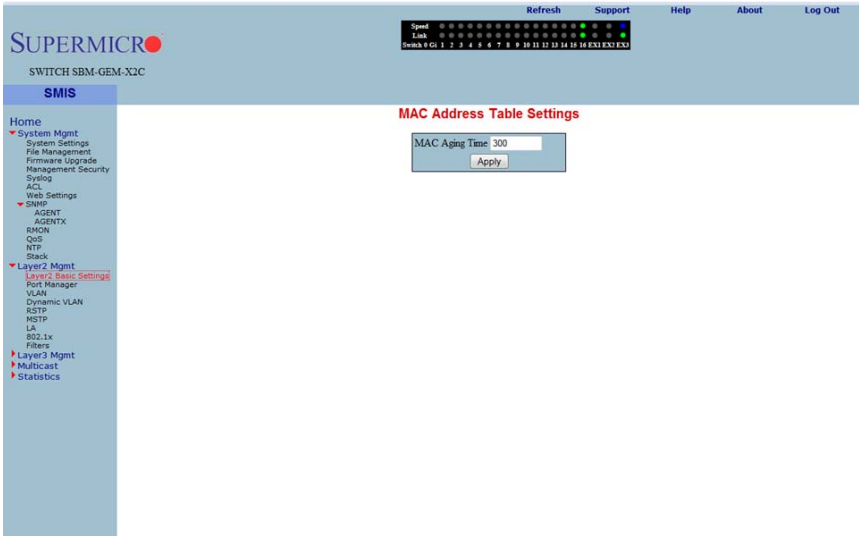 Refresh Support Help About Log Out
Speed
Link
Switch 0 Gi 1 2 3 4 5 6 7 8 9 10 11 12 13 14 15 16 EX1 EX2 EX3
SUPERMICRO
SWITCH SBM-GEM-X2C
SMIS
MAC Address Table Settings
MAC Aging Time 300
Apply
Home
System Mgmt
System Settings
File Management
Firmware Upgrade
Management Security
Syslog
ACL
Web Settings
SNMP
AGENT
AGENTX
RMON
QoS
NTP
Stack
Layer2 Mgmt
Layer2 Basic Settings
Port Manager
VLAN
Dynamic VLAN
RSTP
MSTP
LA
802.1x
Filters
Layer3 Mgmt
Multicast
Statistics